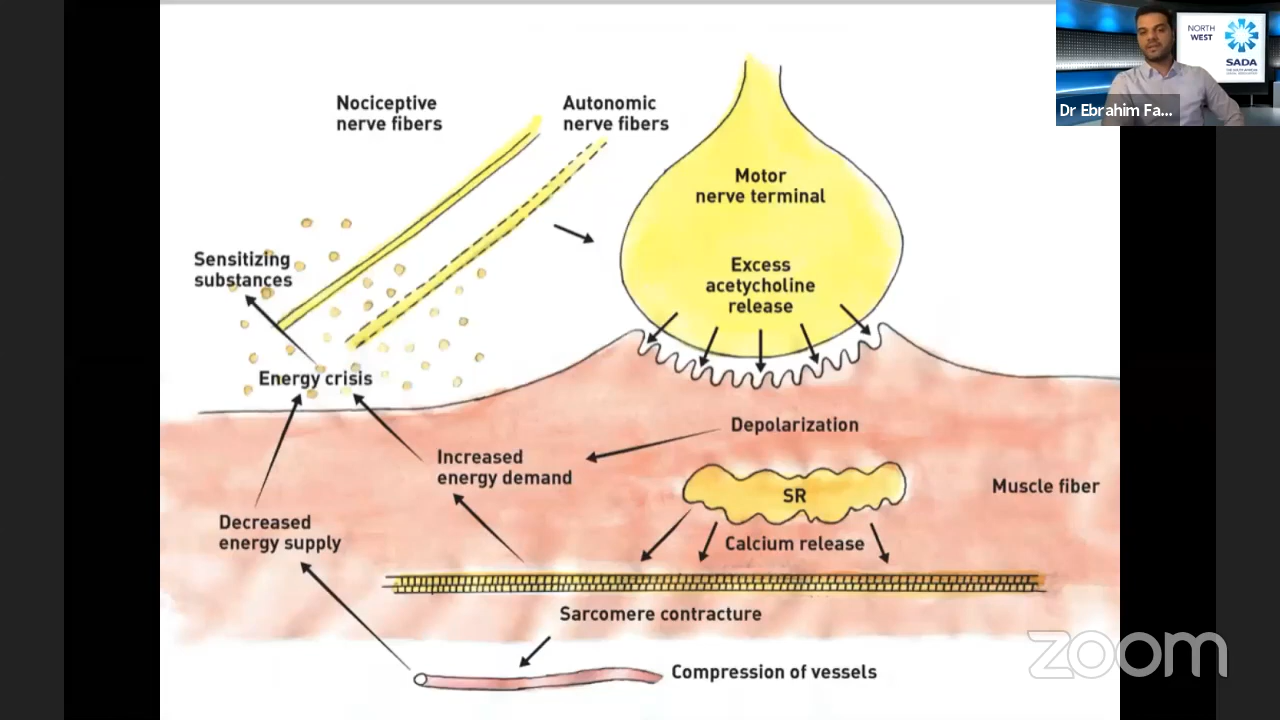 NORTH
WEST
SADA
Dr Ebrahim Fa...
Nociceptive
nerve fibers
Autonomic
nerve fibers
Motor
nerve terminal
Sensitizing
substances
Excess
acetycholine
release
Energy crisis
Depolarization
Increased
energy demand
SR
Muscle fiber
Decreased
energy supply
Calcium release
Sarcomere contracture
Compression of vessels
zoom